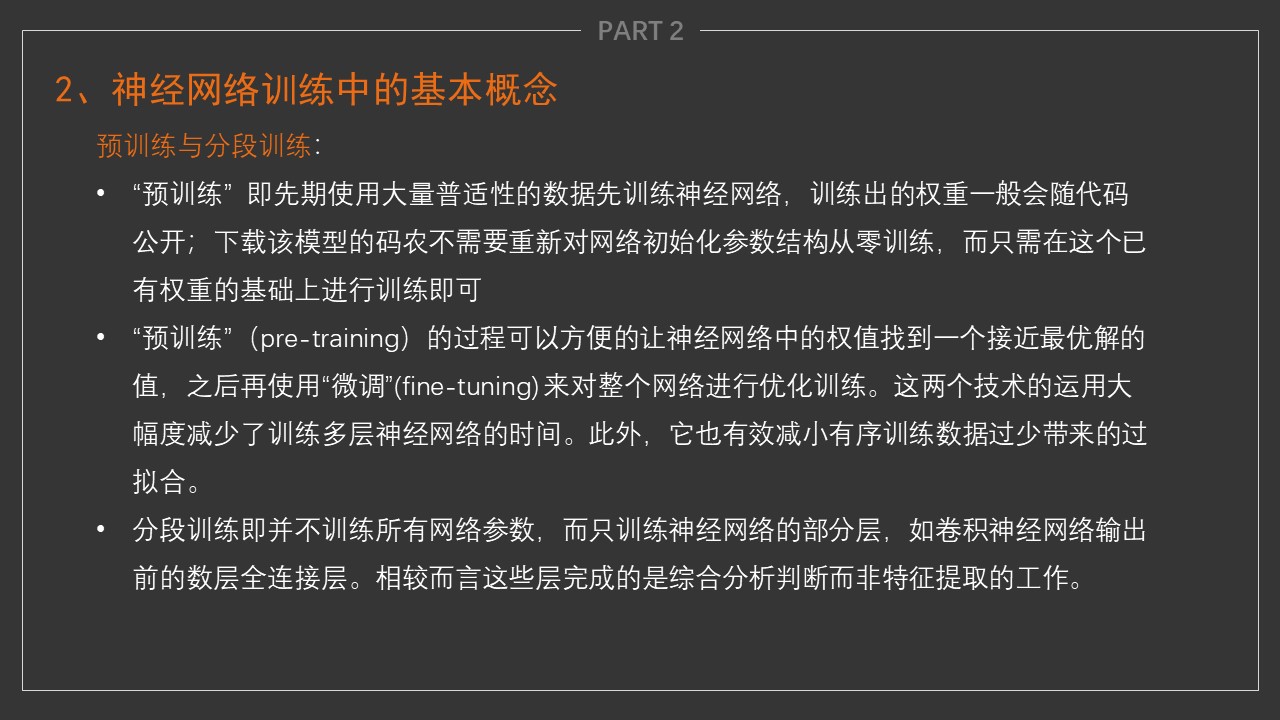 PART 2
2、神经网络训练中的基本概念
预训练与分段训练：
• “预训练” 即先期使用大量普适性的数据先训练神经网络，训练出的权重一般会随代码
公开；下载该模型的码农不需要重新对网络初始化参数结构从零训练，而只需在这个已
有权重的基础上进行训练即可
• “预训练”（pre-training）的过程可以方便的让神经网络中的权值找到一个接近最优解的
值，之后再使用“微调”(fine-tuning)来对整个网络进行优化训练。这两个技术的运用大
幅度减少了训练多层神经网络的时间。此外，它也有效减小有序训练数据过少带来的过
拟合。
• 分段训练即并不训练所有网络参数，而只训练神经网络的部分层，如卷积神经网络输出
前的数层全连接层。相较而言这些层完成的是综合分析判断而非特征提取的工作。